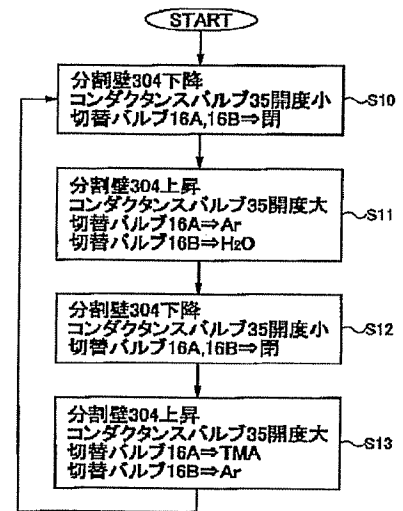 START
分割壁304下降
コンダクタンスバルブ35開度小
切替バルブ16A,16B⇒閉
S10
分割壁304上昇
コンダクタンスバルブ35開度大
切替バルブ16A⇒Ar
切替バルブ16B⇒H₂O
S11
分割壁304下降
コンダクタンスバルブ35開度小
切替バルブ16A,16B⇒閉
S12
分割壁304上昇
コンダクタンスバルブ35開度大
切替バルブ16A⇒TMA
切替バルブ16B⇒Ar
S13